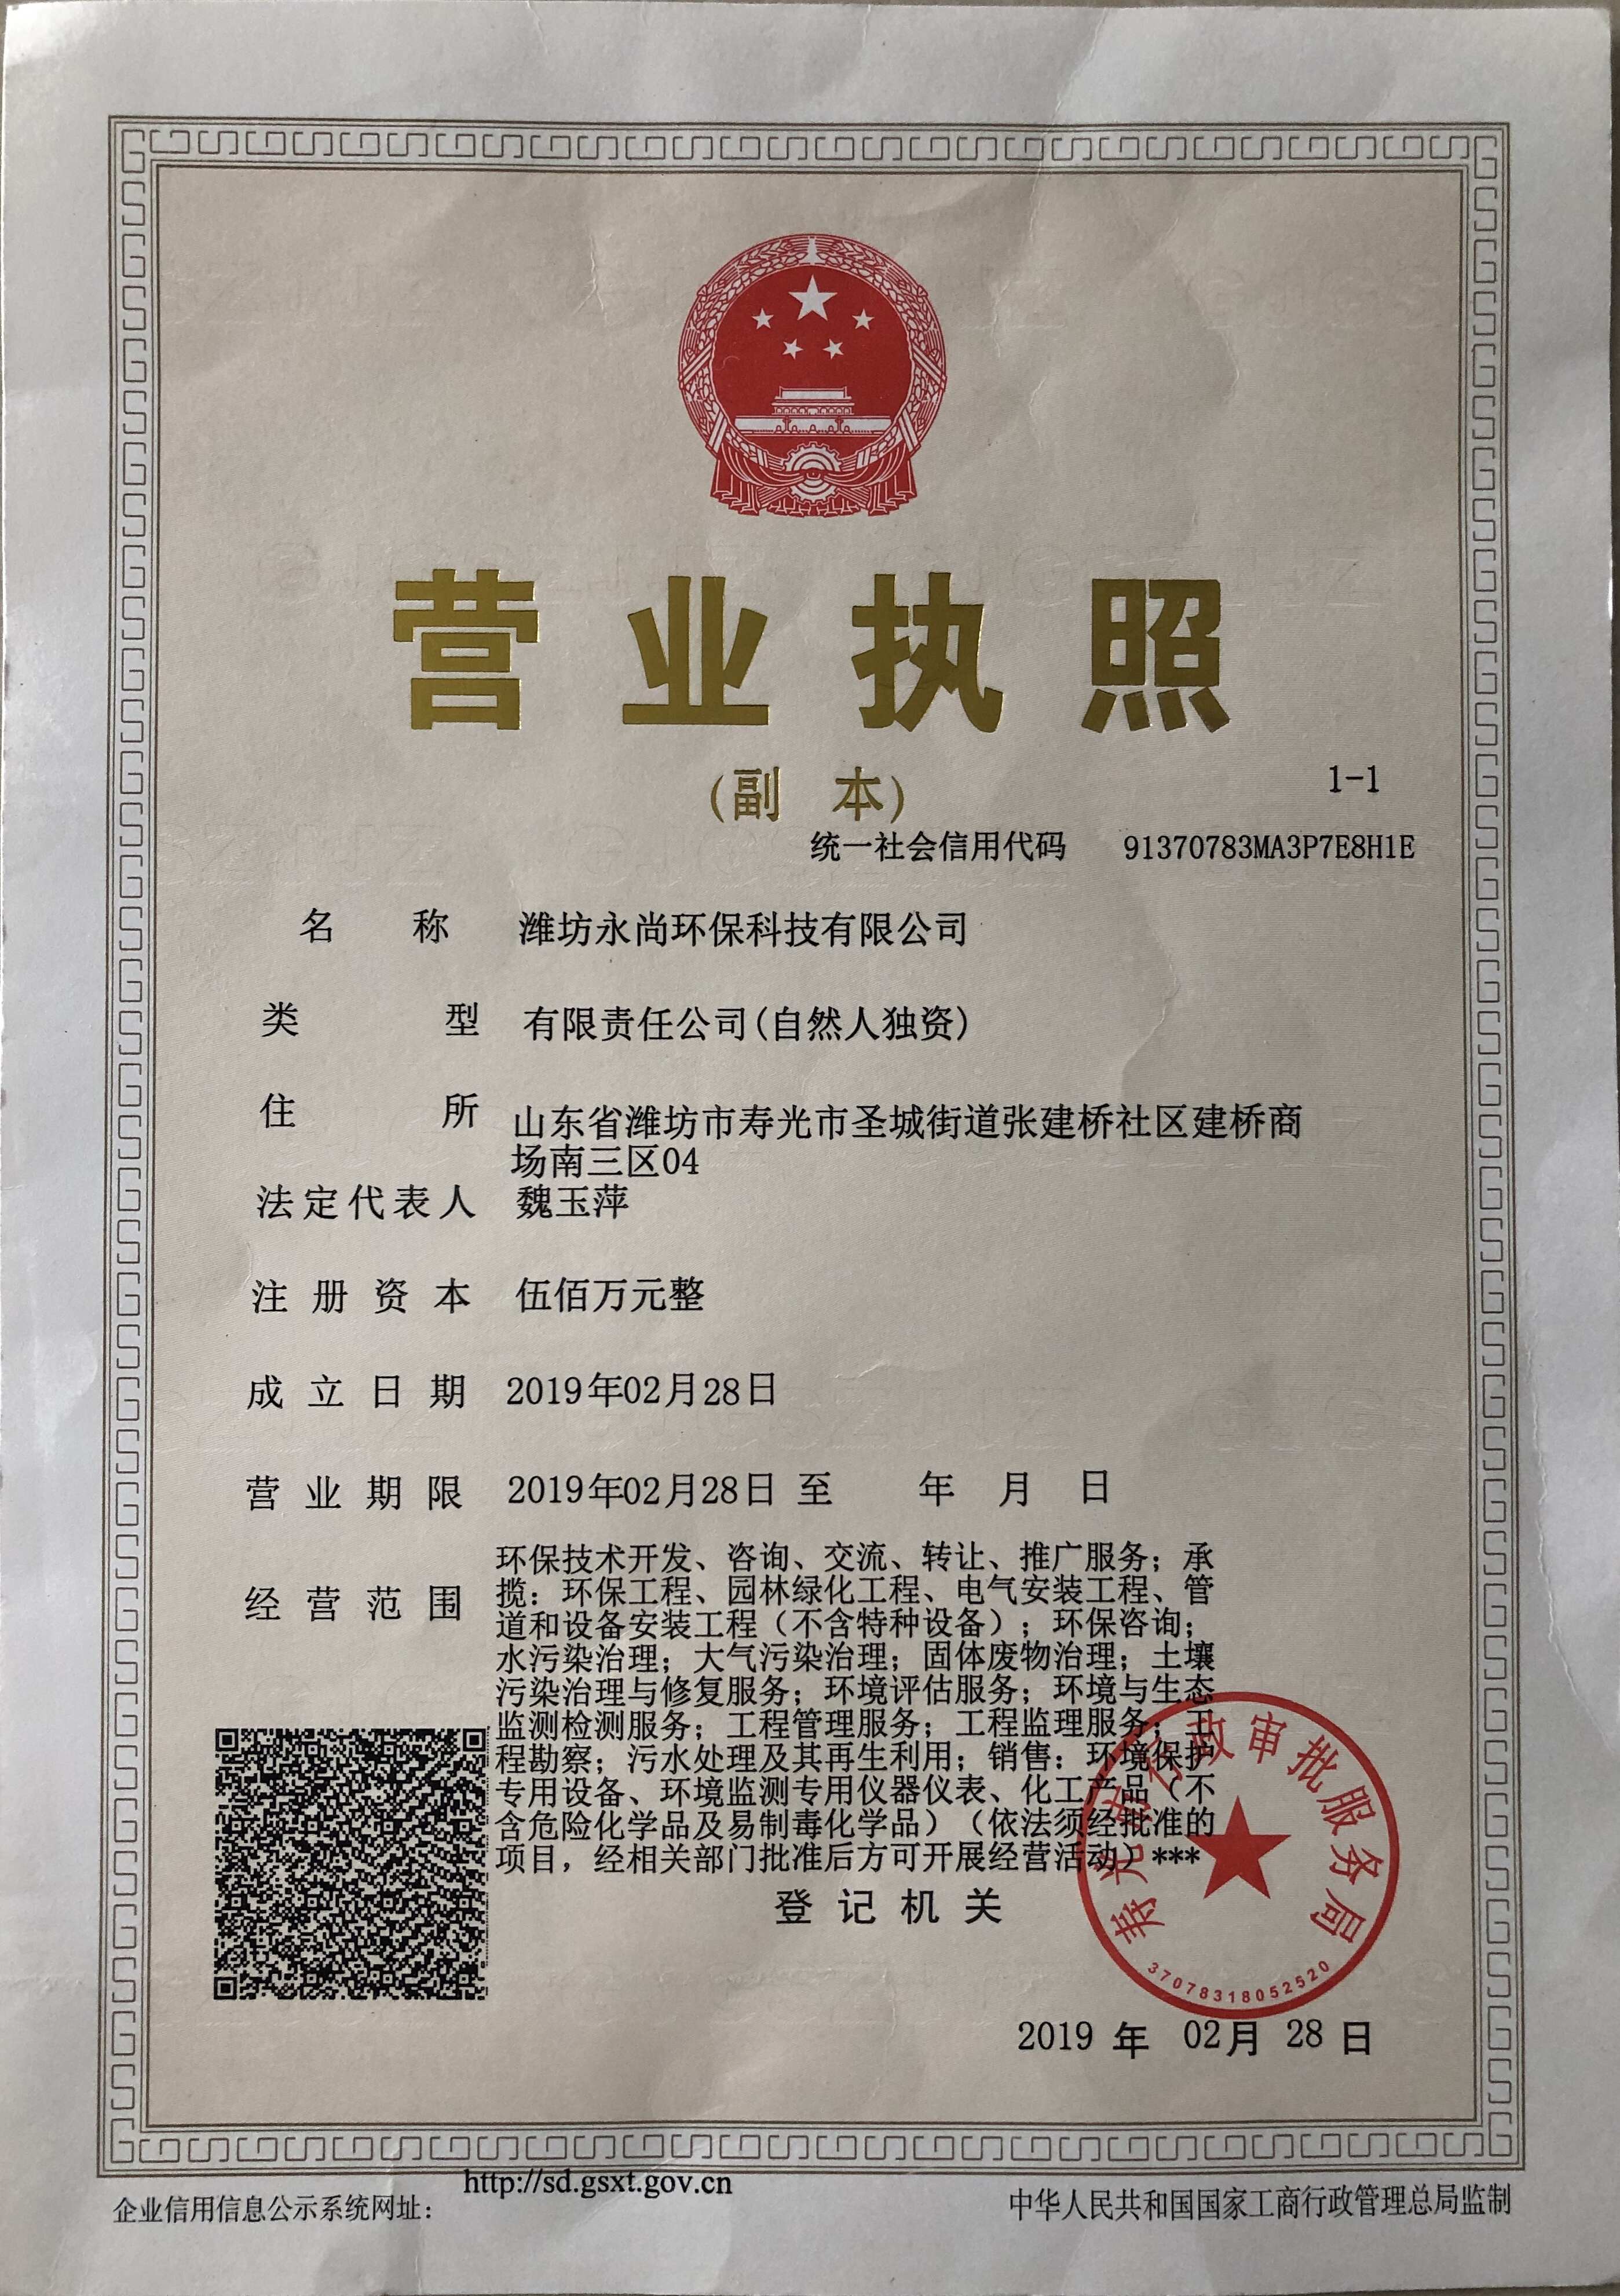 营业执照
(副 本)
1-1
统一社会信用代码 91370783MA3P7E8H1E
名 称 潍坊永尚环保科技有限公司
类 型 有限责任公司(自然人独资)
住 所 山东省潍坊市寿光市圣城街道张建桥社区建桥商
场南三区04
法定代表人 魏玉萍
注册资本 伍佰万元整
成立日期 2019年02月28日
营业期限 2019年02月28日 至 年 月 日
经营范围 环保技术开发、咨询、交流、转让、推广服务；承
揽：环保工程、园林绿化工程、电气安装工程、管
道和设备安装工程（不含特种设备）；环保咨询；
水污染治理；大气污染治理；固体废物治理；土壤
污染治理与修复服务；环境评估服务；环境与生态
监测检测服务；工程管理服务；工程监理服务；工
程勘察；污水处理及其再生利用；销售：环境保护
专用设备、环境监测专用仪器仪表、化工产品（不
含危险化学品及易制毒化学品）（依法须经批准的
项目，经相关部门批准后方可开展经营活动）***
登记机关
寿光市行政审批服务局
37078318052520
2019 年 02月 28 日
企业信用信息公示系统网址： http://sd.gsxt.gov.cn
中华人民共和国国家工商行政管理总局监制